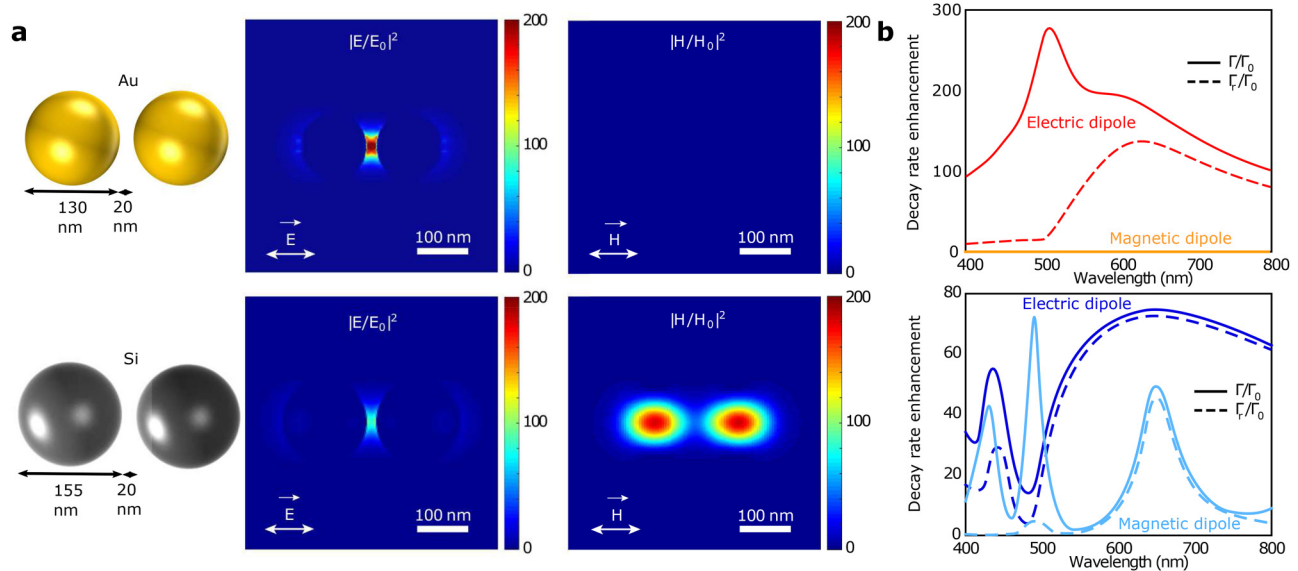 a
Au
130
nm
20
nm
|E/E₀|²
E
100 nm
200
100
0
|H/H₀|²
H
100 nm
200
100
0
Si
155
nm
20
nm
|E/E₀|²
E
100 nm
200
100
0
|H/H₀|²
H
100 nm
200
100
0
b
Decay rate enhancement
300
200
100
0
Γ/Γ₀
Γᵣ/Γ₀
Electric dipole
Magnetic dipole
400 500 600 700 800
Wavelength (nm)
Decay rate enhancement
80
60
40
20
0
Electric dipole
Γ/Γ₀
Γᵣ/Γ₀
Magnetic dipole
400 500 600 700 800
Wavelength (nm)